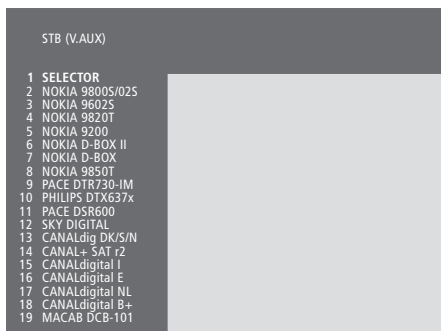 STB (V.AUX)
1 SELECTOR
2 NOKIA 9800S/02S
3 NOKIA 9602S
4 NOKIA 9820T
5 NOKIA 9200
6 NOKIA D-BOX II
7 NOKIA D-BOX
8 NOKIA 9850T
9 PACE DTR730-IM
10 PHILIPS DTX637x
11 PACE DSR600
12 SKY DIGITAL
13 CANALdig DK/S/N
14 CANAL+ SAT r2
15 CANALdigital I
16 CANALdigital E
17 CANALdigital NL
18 CANALdigital B+
19 MACAB DCB-101